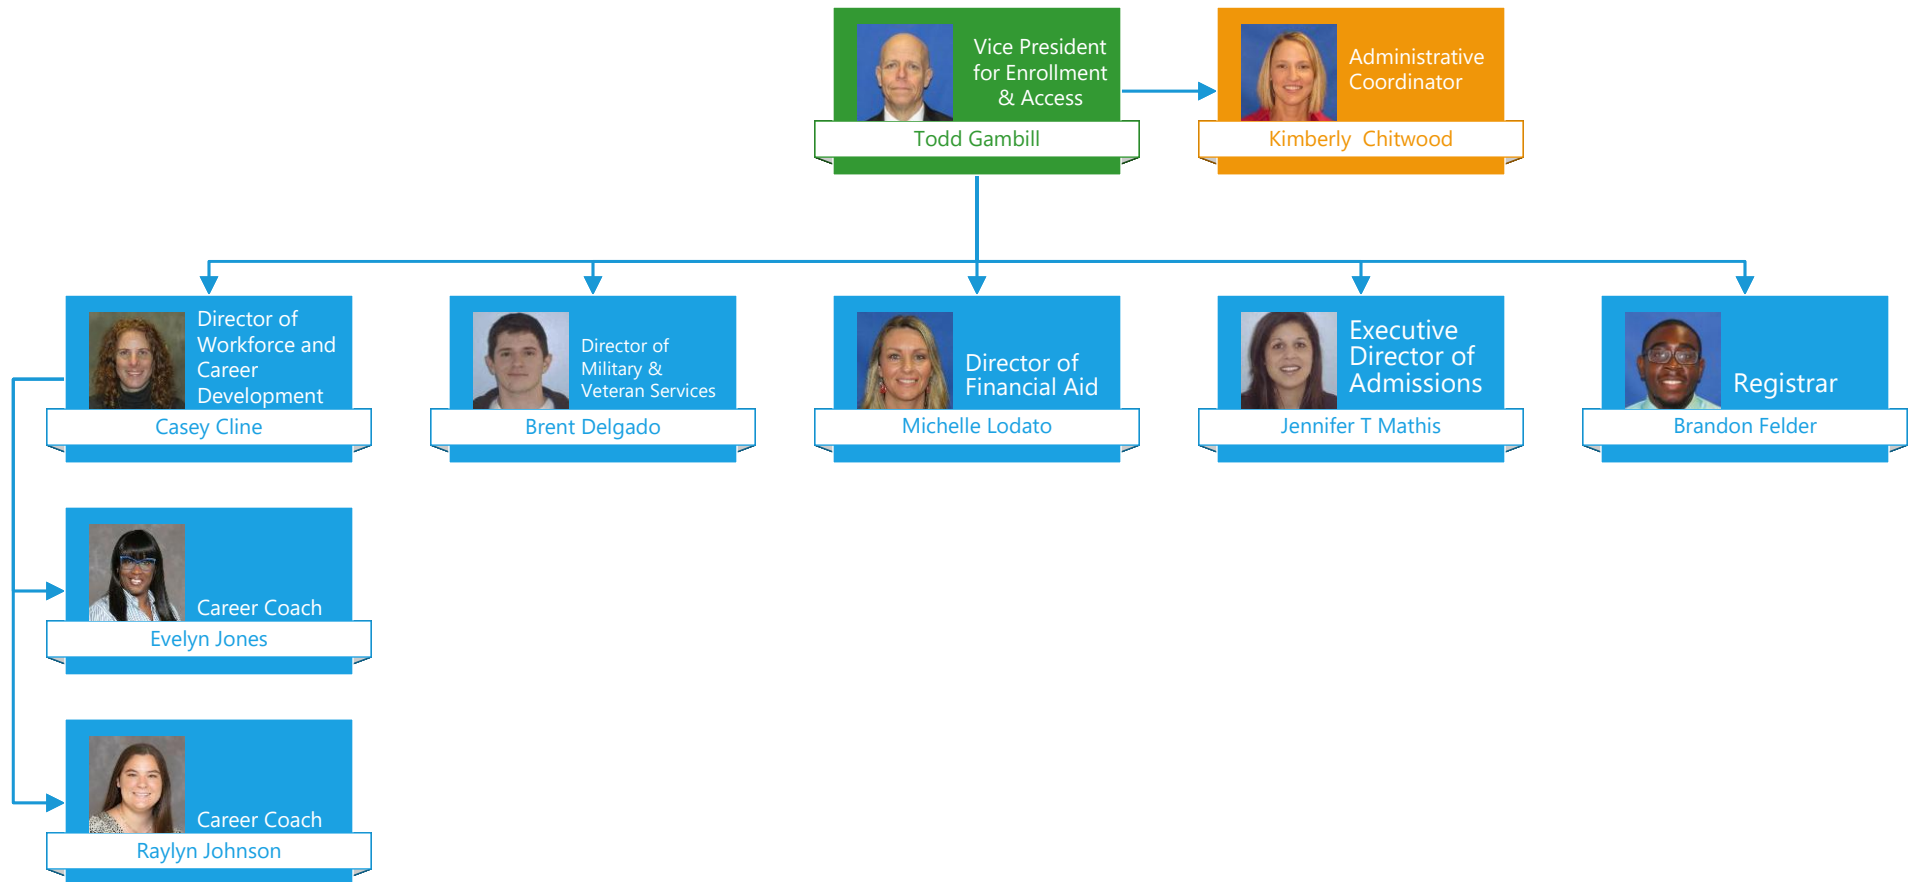 Vice President
for Enrollment
& Access
Todd Gambill
Administrative
Coordinator
Kimberly  Chitwood
Director of
Workforce and
Career
Development
Casey Cline
Director of
Military &
Veteran Services
Brent Delgado
Director of
Financial Aid
Michelle Lodato
Executive
Director of
Admissions
Jennifer T Mathis
Registrar
Brandon Felder
Career Coach
Evelyn Jones
Career Coach
Raylyn Johnson